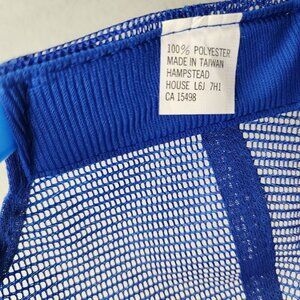 100% POLYESTER
MADE IN TAIWAN
HAMPSTEAD
HOUSE L6J 7H1
CA 15498